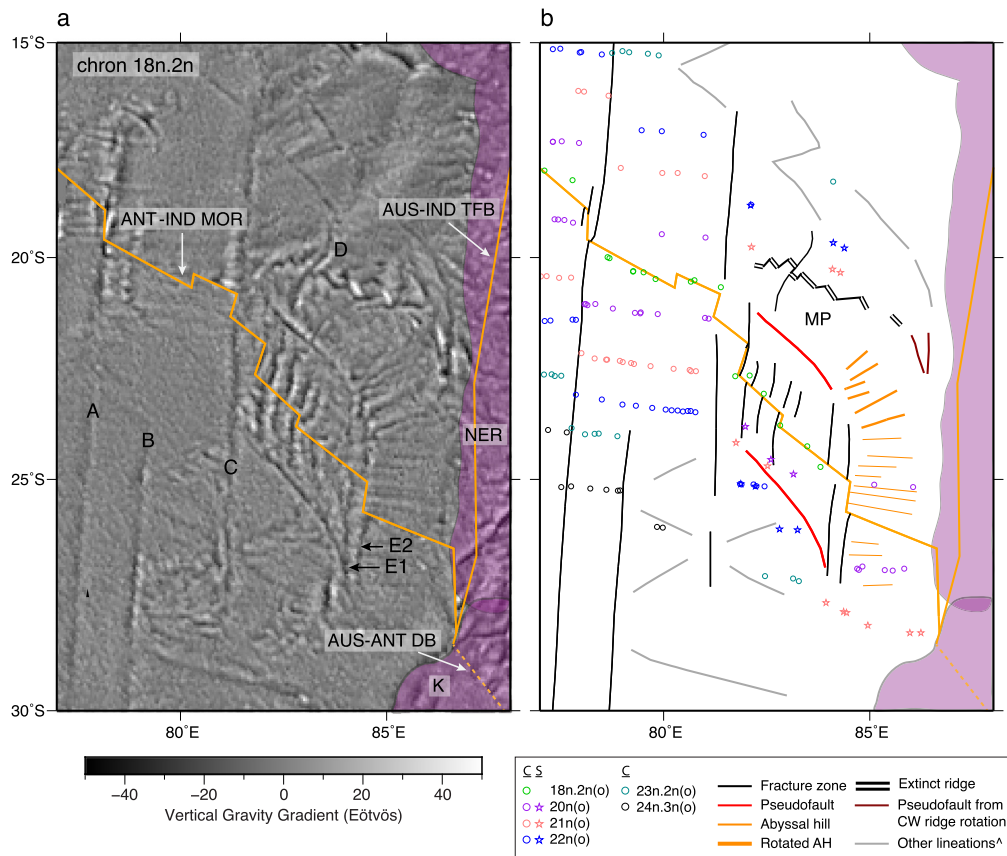 a
b
15˚S
20˚S
25˚S
30˚S
chron 18n.2n
ANT-IND MOR
AUS-IND TFB
D
A
B
C
NER
E2
E1
AUS-ANT DB
K
MP
80˚E
85˚E
80˚E
85˚E
−40
−20
0
20
40
Vertical Gravity Gradient (Eötvös)
C S
18n.2n(o)
20n(o)
21n(o)
22n(o)
C
23n.2n(o)
24n.3n(o)
Fracture zone
Pseudofault
Abyssal hill
Rotated AH
Extinct ridge
Pseudofault from
CW ridge rotation
Other lineations^